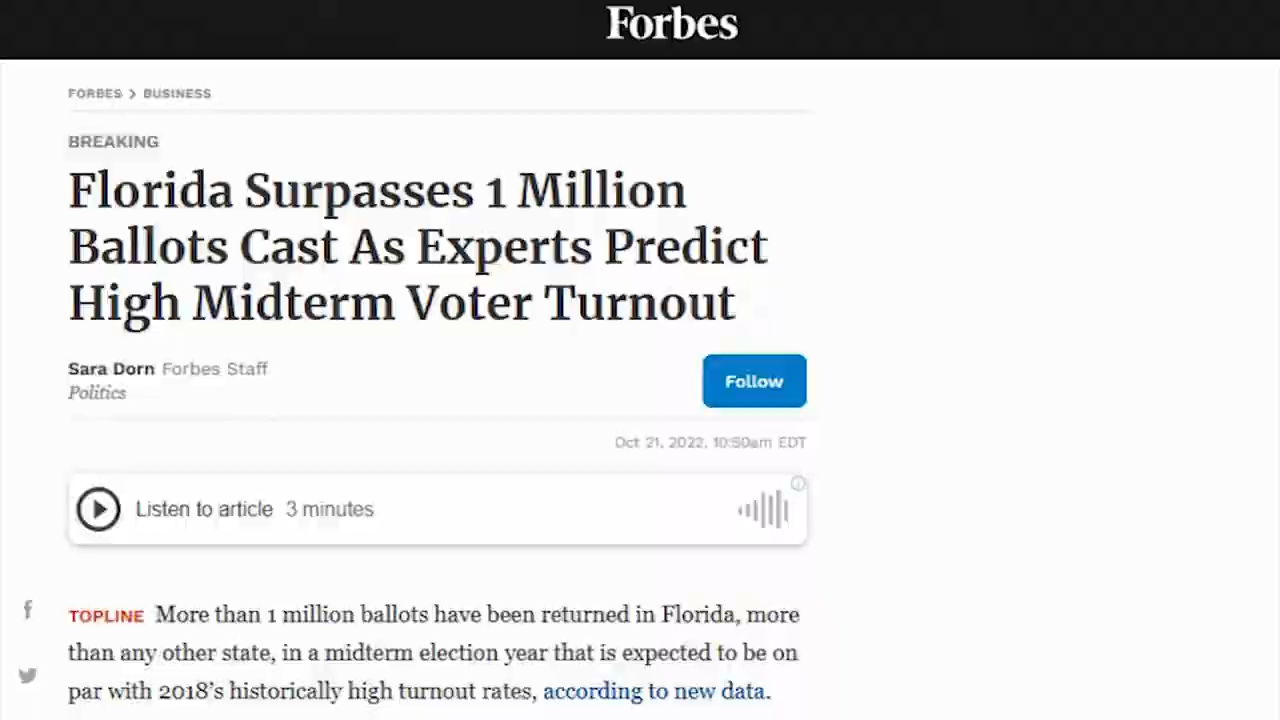 Forbes
FORBES > BUSINESS
BREAKING
Florida Surpasses 1 Million
Ballots Cast As Experts Predict
High Midterm Voter Turnout
Sara Dorn Forbes Staff
Politics
Follow
Oct 21, 2022, 10:50am EDT
Listen to article 3 minutes
TOPLINE More than 1 million ballots have been returned in Florida, more
than any other state, in a midterm election year that is expected to be on
par with 2018's historically high turnout rates, according to new data.